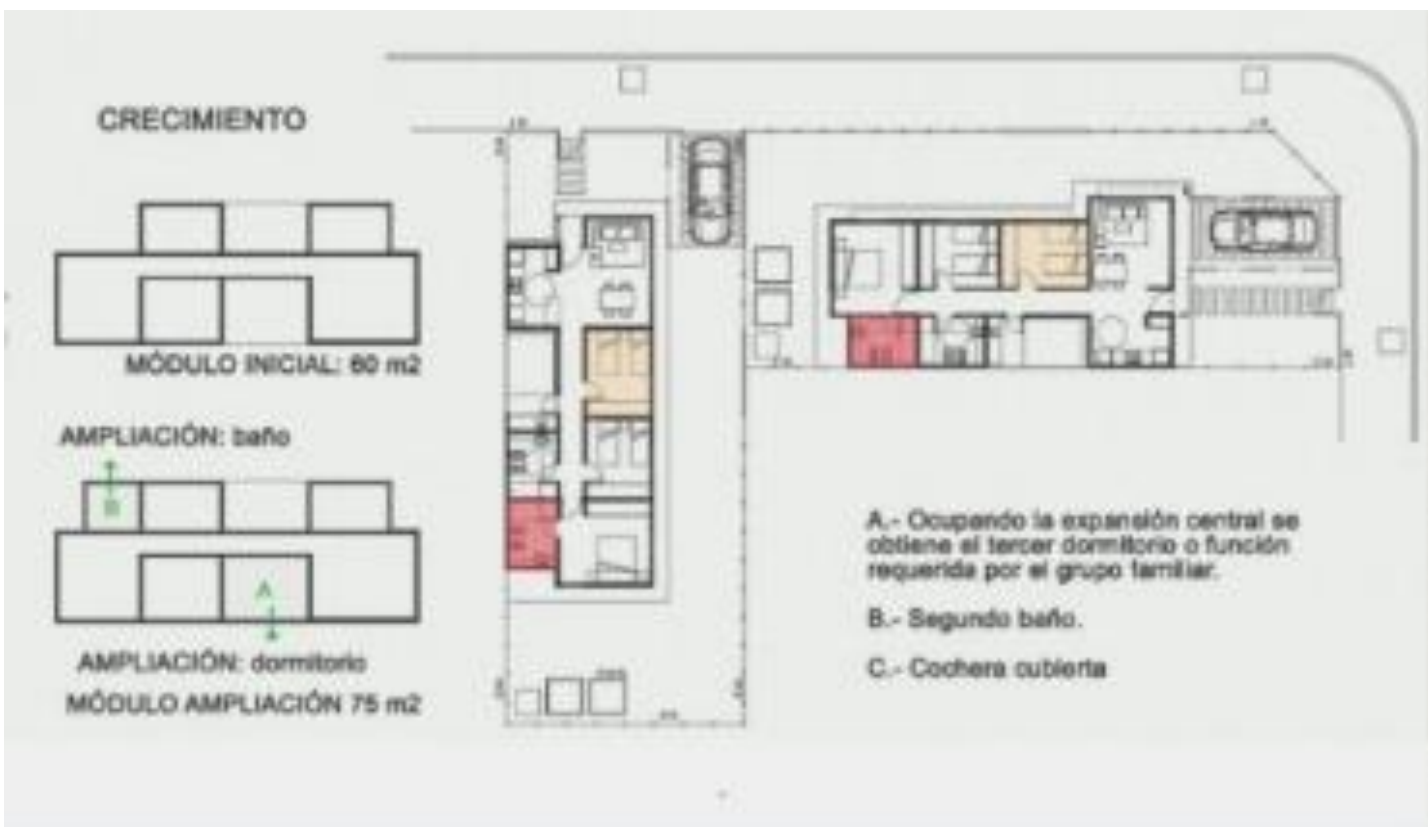 CRECIMIENTO
MÓDULO INICIAL: 60 m2
AMPLIACIÓN: baño
B
A
AMPLIACIÓN: dormitorio
MÓDULO AMPLIACIÓN 75 m2
A.- Ocupando la expansión central se
obtiene el tercer dormitorio o función
requerida por el grupo familiar.
B.- Segundo baño.
C.- Cochera cubierta